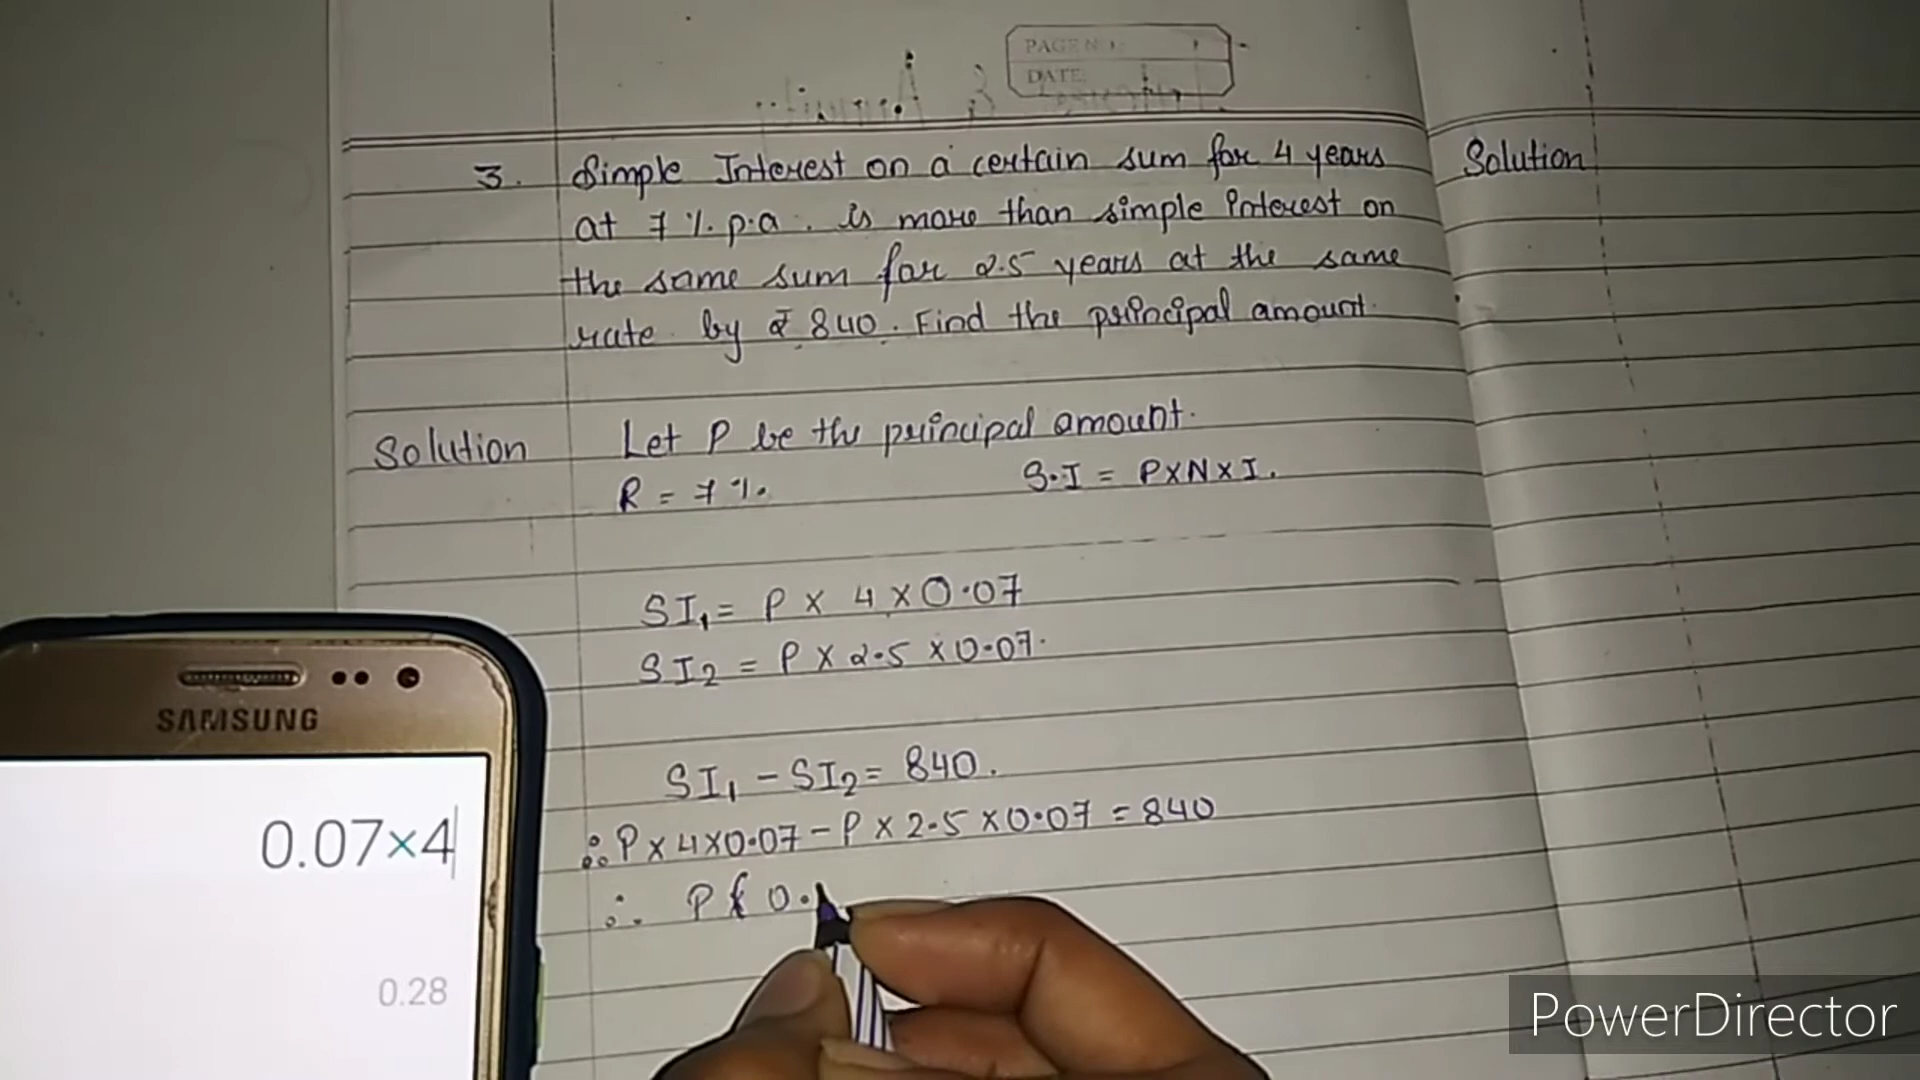 PAGE NO:
DATE:
3. Simple Interest on a certain sum for 4 years
at 7 %. p.a. is more than simple interest on
the same sum for 2.5 years at the same
rate by ₹ 840. Find the principal amount.
Solution
Solution Let P be the principal amount.
R = 7 %. S.I = P×N×I.
SI₁ = P × 4 × 0.07
SI₂ = P × 2.5 × 0.07.
SI₁ - SI₂ = 840.
∴ P × 4×0.07 - P × 2.5 ×0.07 = 840
∴ P { 0.
SAMSUNG
0.07×4
0.28
PowerDirector